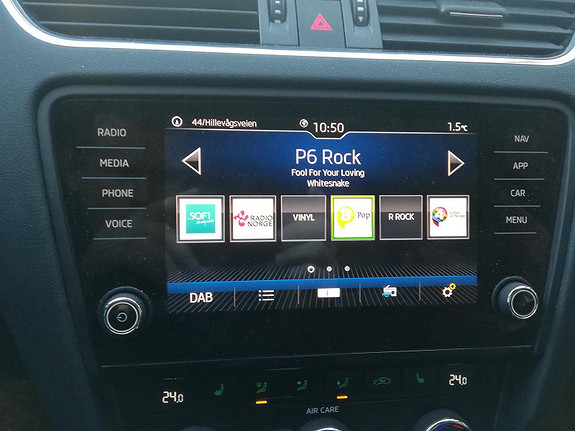 44/Hillevågsveien
10:50
1.5°C
RADIO
MEDIA
PHONE
VOICE
NAV
APP
CAR
MENU
P6 Rock
Fool For Your Loving
Whitesnake
SOFT
RADIO NORGE
VINYL
Pop
R ROCK
DAB
24.0
24.0
AIR CARE